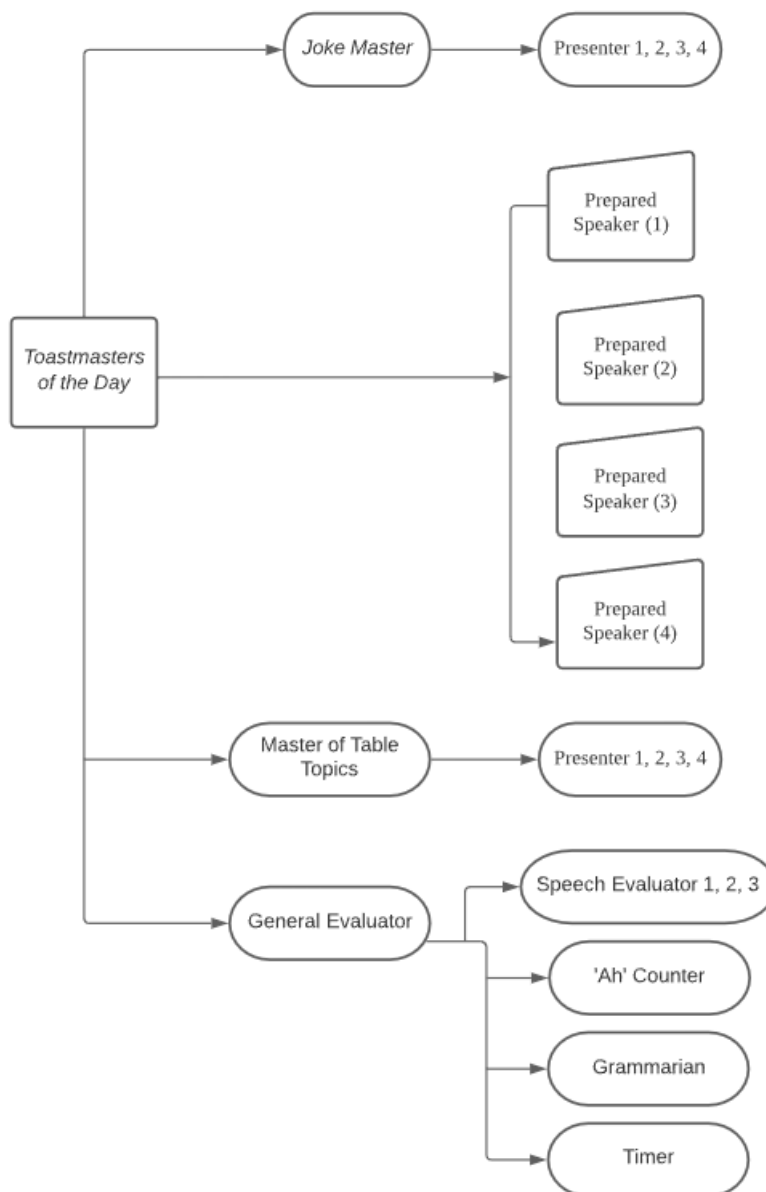 Joke Master
Presenter 1, 2, 3, 4
Prepared
Speaker (1)
Toastmasters
of the Day
Prepared
Speaker (2)
Prepared
Speaker (3)
Prepared
Speaker (4)
Master of Table
Topics
Presenter 1, 2, 3, 4
General Evaluator
Speech Evaluator 1, 2, 3
'Ah' Counter
Grammarian
Timer